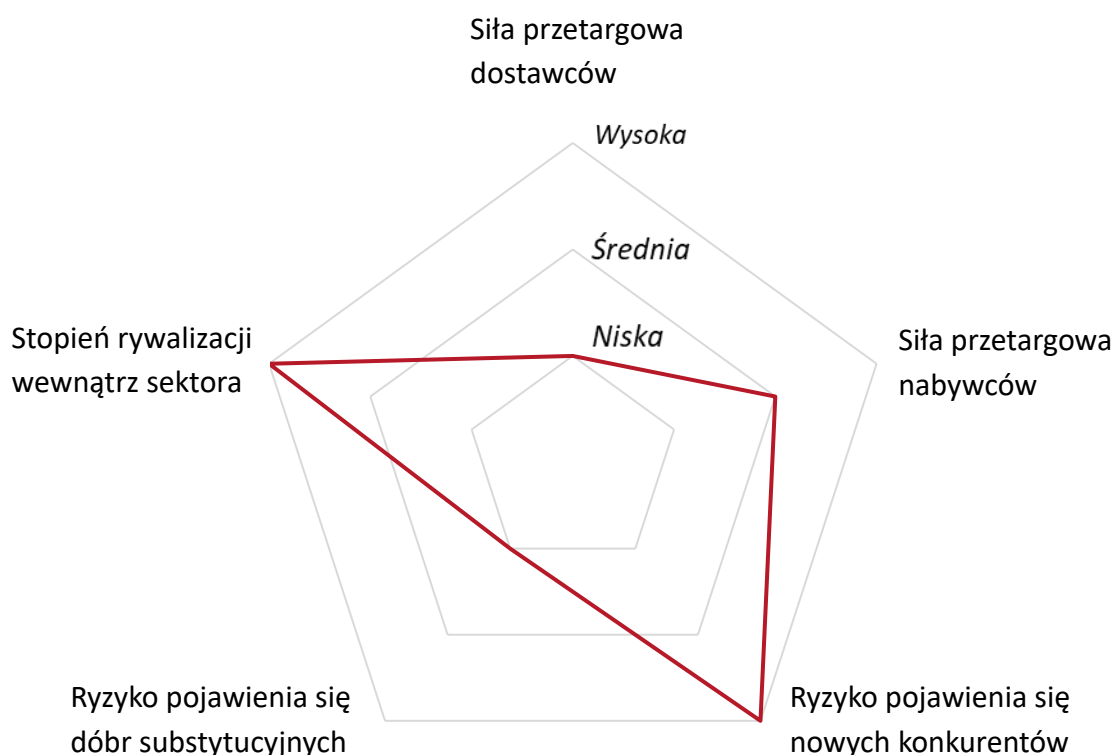 Siła przetargowa
dostawców
Wysoka
Średnia
Niska
Stopień rywalizacji
wewnątrz sektora
Siła przetargowa
nabywców
Ryzyko pojawienia się
dóbr substytucyjnych
Ryzyko pojawienia się
nowych konkurentów